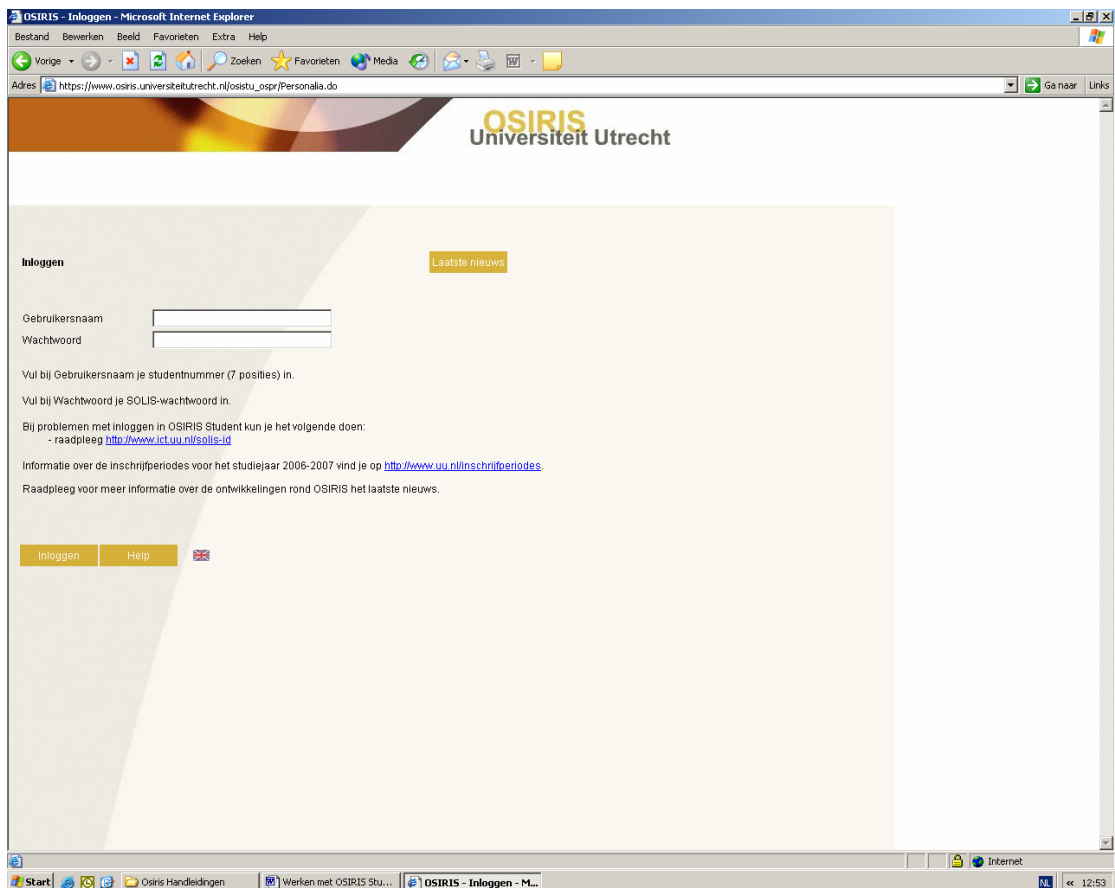 OSIRIS - Inloggen - Microsoft Internet Explorer
Bestand Bewerken Beeld Favorieten Extra Help
Vorige Zoeken Favorieten Media
Adres https://www.osiris.universiteitutrecht.nl/osistu_ospr/Personalia.do Ga naar Links
OSIRIS
Universiteit Utrecht
Inloggen Laatste nieuws
Gebruikersnaam
Wachtwoord
Vul bij Gebruikersnaam je studentnummer (7 posities) in.
Vul bij Wachtwoord je SOLIS-wachtwoord in.
Bij problemen met inloggen in OSIRIS Student kun je het volgende doen:
- raadpleeg http://www.ict.uu.nl/solis-id
Informatie over de inschrijfperiodes voor het studiejaar 2006-2007 vind je op http://www.uu.nl/inschrijfperiodes.
Raadpleeg voor meer informatie over de ontwikkelingen rond OSIRIS het laatste nieuws.
Inloggen Help
Internet
Start Osiris Handleidingen Werken met OSIRIS Stu... OSIRIS - Inloggen - M... NL « 12:53